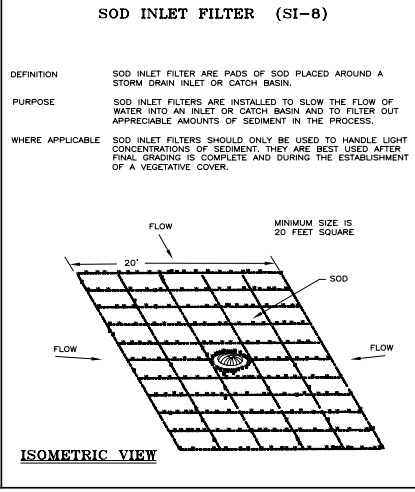 SOD INLET FILTER (SI-8)
DEFINITION SOD INLET FILTER ARE PADS OF SOD PLACED AROUND A
STORM DRAIN INLET OR CATCH BASIN.
PURPOSE SOD INLET FILTERS ARE INSTALLED TO SLOW THE FLOW OF
WATER INTO AN INLET OR CATCH BASIN AND TO FILTER OUT
APPRECIABLE AMOUNTS OF SEDIMENT IN THE PROCESS.
WHERE APPLICABLE SOD INLET FILTERS SHOULD ONLY BE USED TO HANDLE LIGHT
CONCENTRATIONS OF SEDIMENT. THEY ARE BEST USED AFTER
FINAL GRADING IS COMPLETE AND DURING THE ESTABLISHMENT
OF A VEGETATIVE COVER.
FLOW
MINIMUM SIZE IS
20 FEET SQUARE
20'
SOD
FLOW
FLOW
ISOMETRIC VIEW